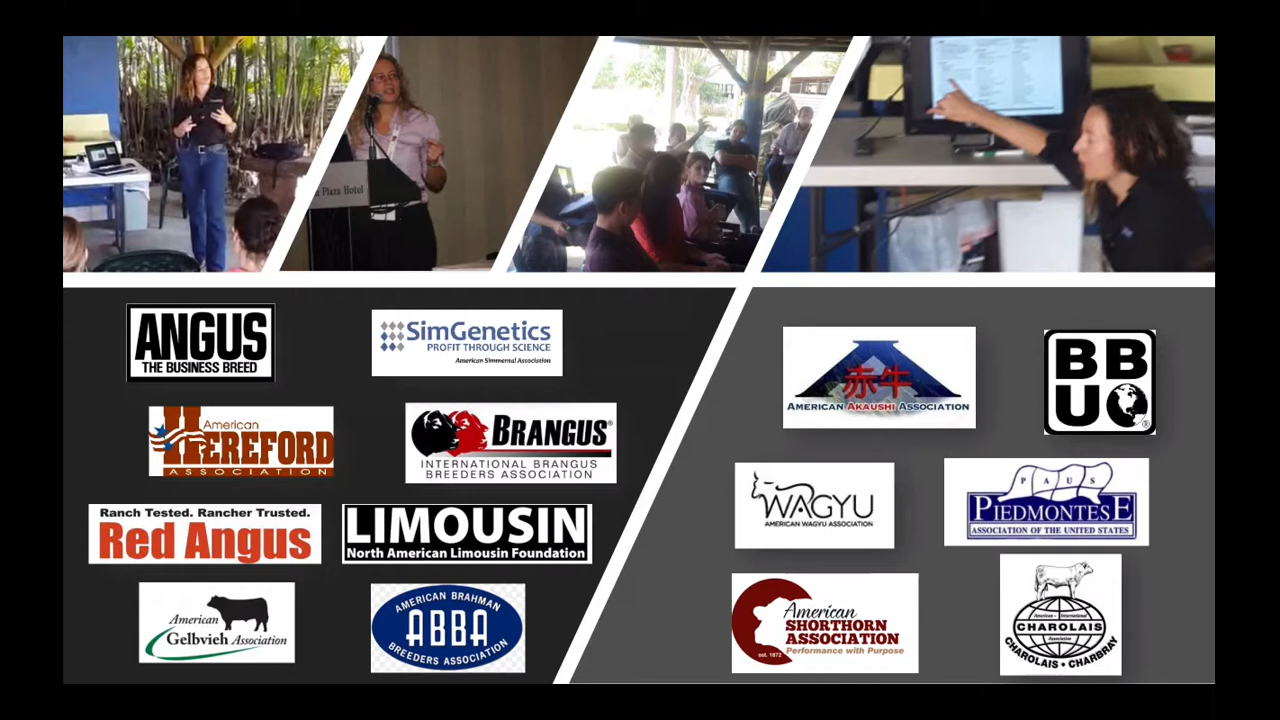 n Plaza Hotel
ANGUS
THE BUSINESS BREED
SimGenetics
PROFIT THROUGH SCIENCE
American Simmental Association
American
HEREFORD
ASSOCIATION
BRANGUS®
INTERNATIONAL BRANGUS
BREEDERS ASSOCIATION
Ranch Tested. Rancher Trusted.
Red Angus
LIMOUSIN
North American Limousin Foundation
American
Gelbvieh Association
AMERICAN BRAHMAN
ABBA
BREEDERS ASSOCIATION
赤牛
AMERICAN AKAUSHI ASSOCIATION
BB
U
®
WAGYU
AMERICAN WAGYU ASSOCIATION
PAUS
PIEDMONTESE
ASSOCIATION OF THE UNITED STATES
American
SHORTHORN
ASSOCIATION
est. 1872 Performance with Purpose
American - International
CHAROLAIS
Association
CHAROLAIS • CHARBRAY